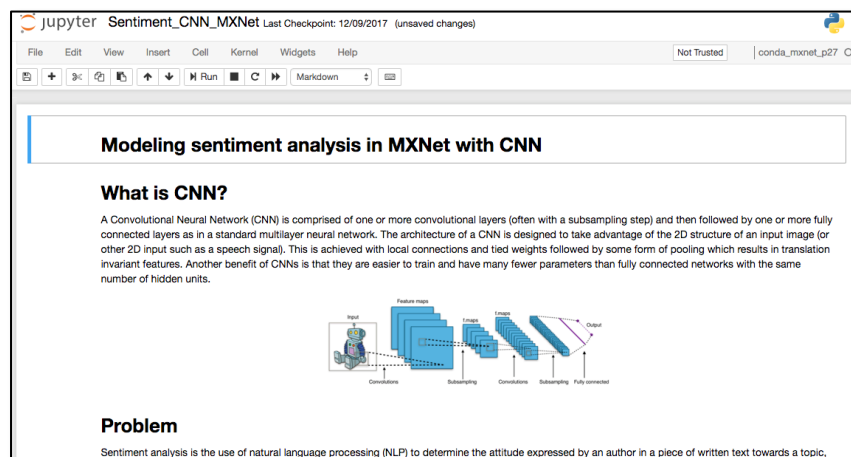 jupyter Sentiment_CNN_MXNet Last Checkpoint: 12/09/2017 (unsaved changes)
File Edit View Insert Cell Kernel Widgets Help Not Trusted conda_mxnet_p27
Run Markdown
Modeling sentiment analysis in MXNet with CNN
What is CNN?
A Convolutional Neural Network (CNN) is comprised of one or more convolutional layers (often with a subsampling step) and then followed by one or more fully
connected layers as in a standard multilayer neural network. The architecture of a CNN is designed to take advantage of the 2D structure of an input image (or
other 2D input such as a speech signal). This is achieved with local connections and tied weights followed by some form of pooling which results in translation
invariant features. Another benefit of CNNs is that they are easier to train and have many fewer parameters than fully connected networks with the same
number of hidden units.
Feature maps
Input f.maps f.maps Output
Convolutions Subsampling Convolutions Subsampling Fully connected
Problem
Sentiment analysis is the use of natural language processing (NLP) to determine the attitude expressed by an author in a piece of written text towards a topic,